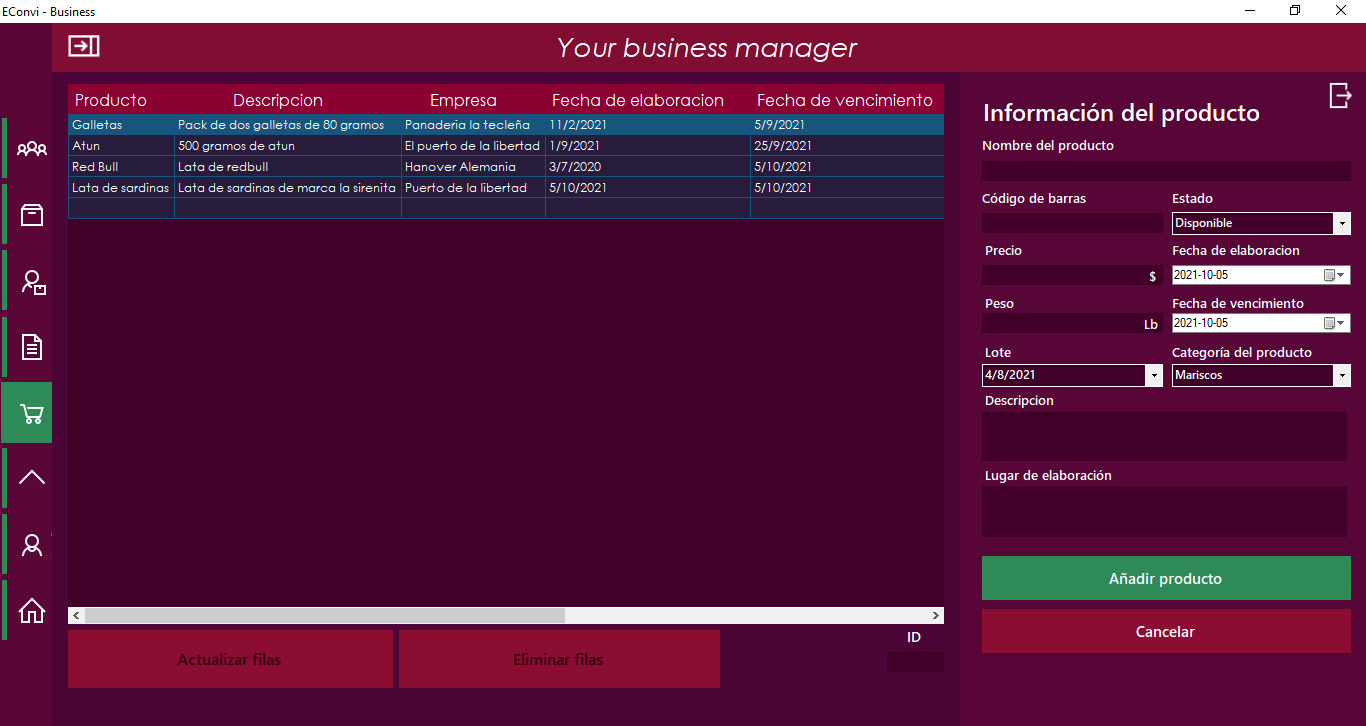 EConvi - Business
Your business manager
Producto Descripcion Empresa Fecha de elaboracion Fecha de vencimiento
Galletas Pack de dos galletas de 80 gramos Panaderia la tecleña 11/2/2021 5/9/2021
Atun 500 gramos de atun El puerto de la libertad 1/9/2021 25/9/2021
Red Bull Lata de redbull Hanover Alemania 3/7/2020 5/10/2021
Lata de sardinas Lata de sardinas de marca la sirenita Puerto de la libertad 5/10/2021 5/10/2021
Actualizar filas
Eliminar filas
ID
Información del producto
Nombre del producto
Código de barras Estado
Disponible
Precio Fecha de elaboracion
$ 2021-10-05
Peso Fecha de vencimiento
Lb 2021-10-05
Lote Categoría del producto
4/8/2021 Mariscos
Descripcion
Lugar de elaboración
Añadir producto
Cancelar